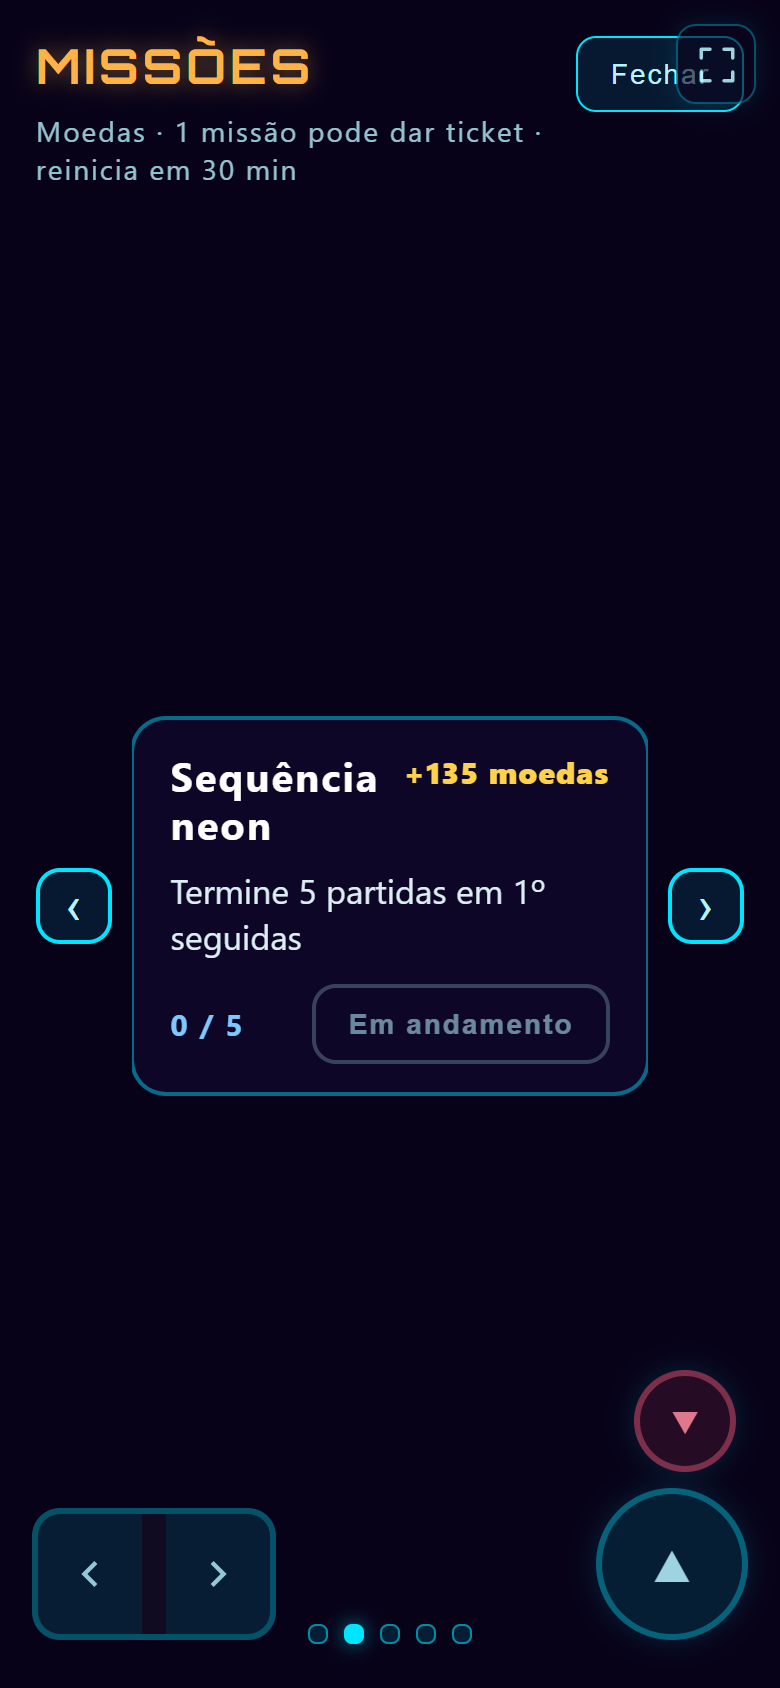 MISSÕES
Fechar
Moedas · 1 missão pode dar ticket ·
reinicia em 30 min
Sequência
neon
+135 moedas
Termine 5 partidas em 1º
seguidas
0 / 5
Em andamento